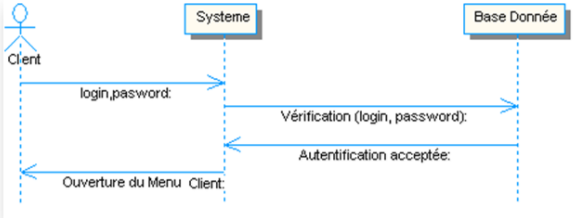 Systeme
Base Donnée
Client
login,pasword:
Vérification (login, password):
Autentification acceptée:
Ouverture du Menu Client: